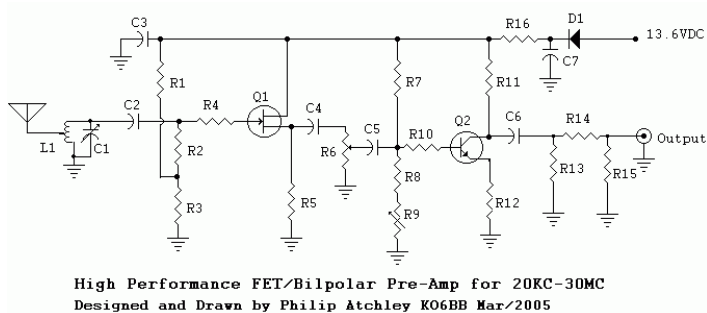 C3
R16
D1
13.6VDC
C7
R1
R7
R11
C2
R4
Q1
C4
C5
R10
Q2
C6
R14
Output
L1
C1
R2
R6
R8
R13
R15
R3
R5
R9
R12
High Performance FET/Bilpolar Pre-Amp for 20KC-30MC
Designed and Drawn by Philip Atchley KO6BB Mar/2005